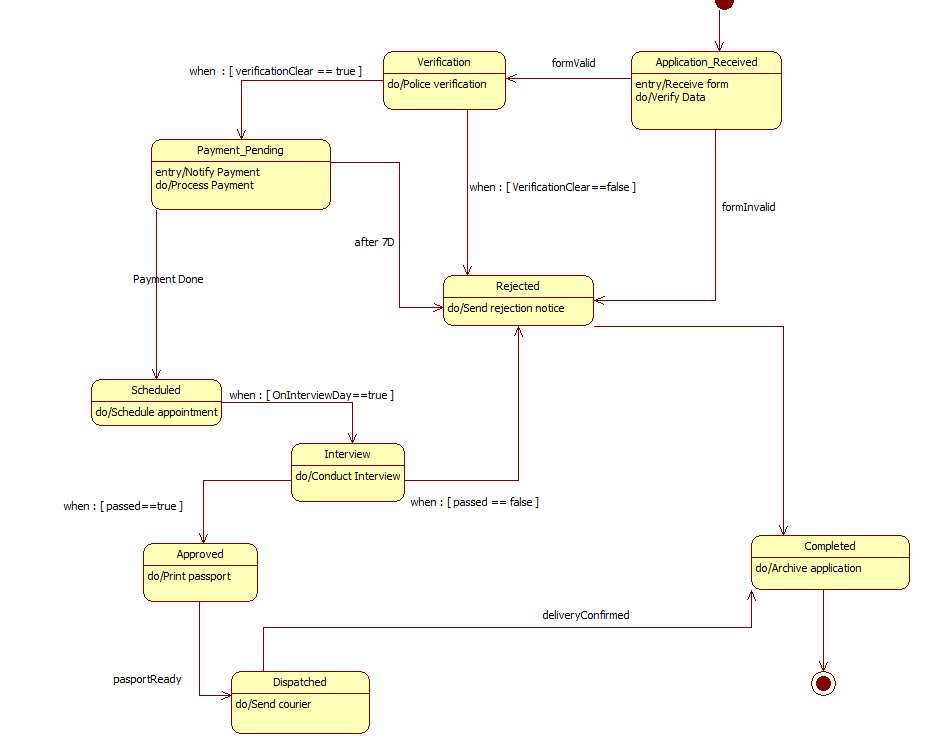 Verification
do/Police verification
formValid
Application_Received
entry/Receive form
do/Verify Data
when : [ verificationClear == true ]
Payment_Pending
entry/Notify Payment
do/Process Payment
when : [ VerificationClear==false ]
formInvalid
after 7D
Payment Done
Rejected
do/Send rejection notice
Scheduled
do/Schedule appointment
when : [ OnInterviewDay==true ]
Interview
do/Conduct Interview
when : [ passed==true ]
when : [ passed == false ]
Approved
do/Print passport
Completed
do/Archive application
deliveryConfirmed
pasportReady
Dispatched
do/Send courier